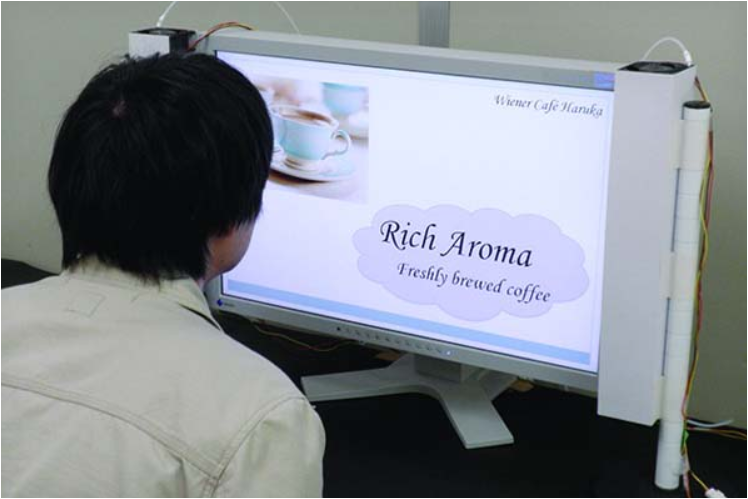 Wiener Café Haruka
Rich Aroma
Freshly brewed coffee